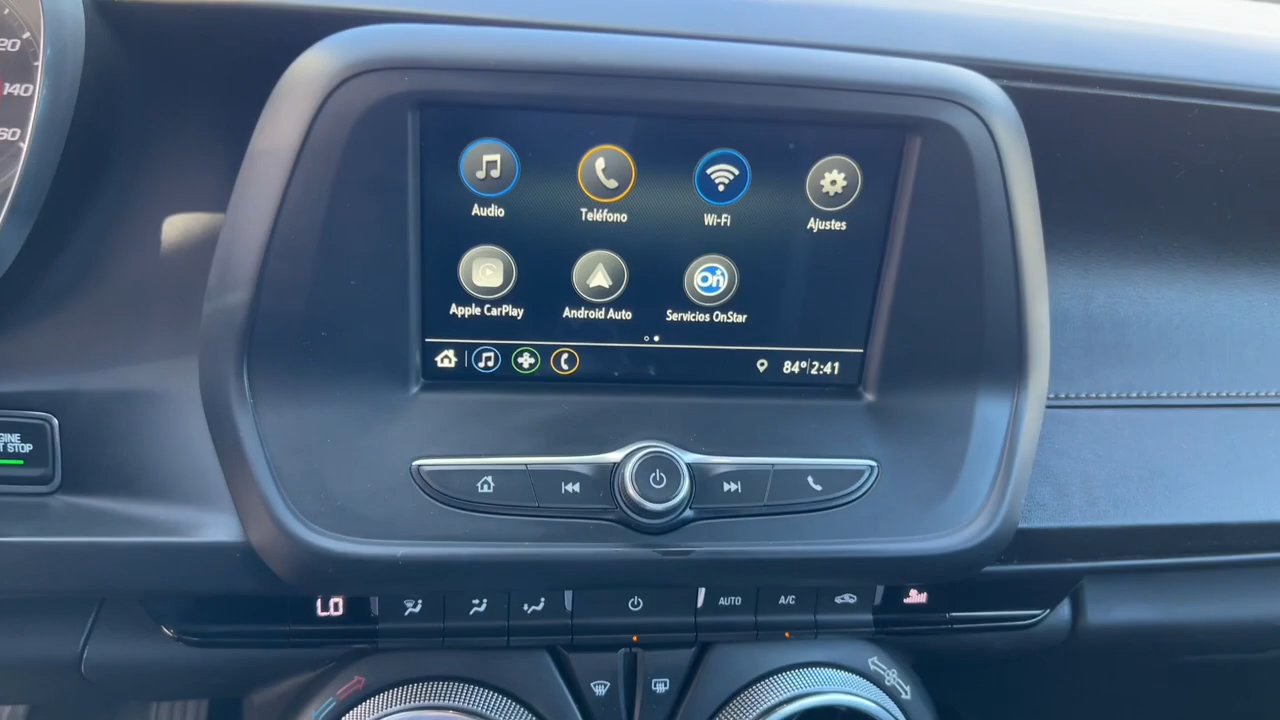 20
140
60
Audio
Teléfono
Wi-Fi
Ajustes
Apple CarPlay
Android Auto
On
Servicios OnStar
84° 2:41
GINE
T STOP
LO
AUTO
A/C